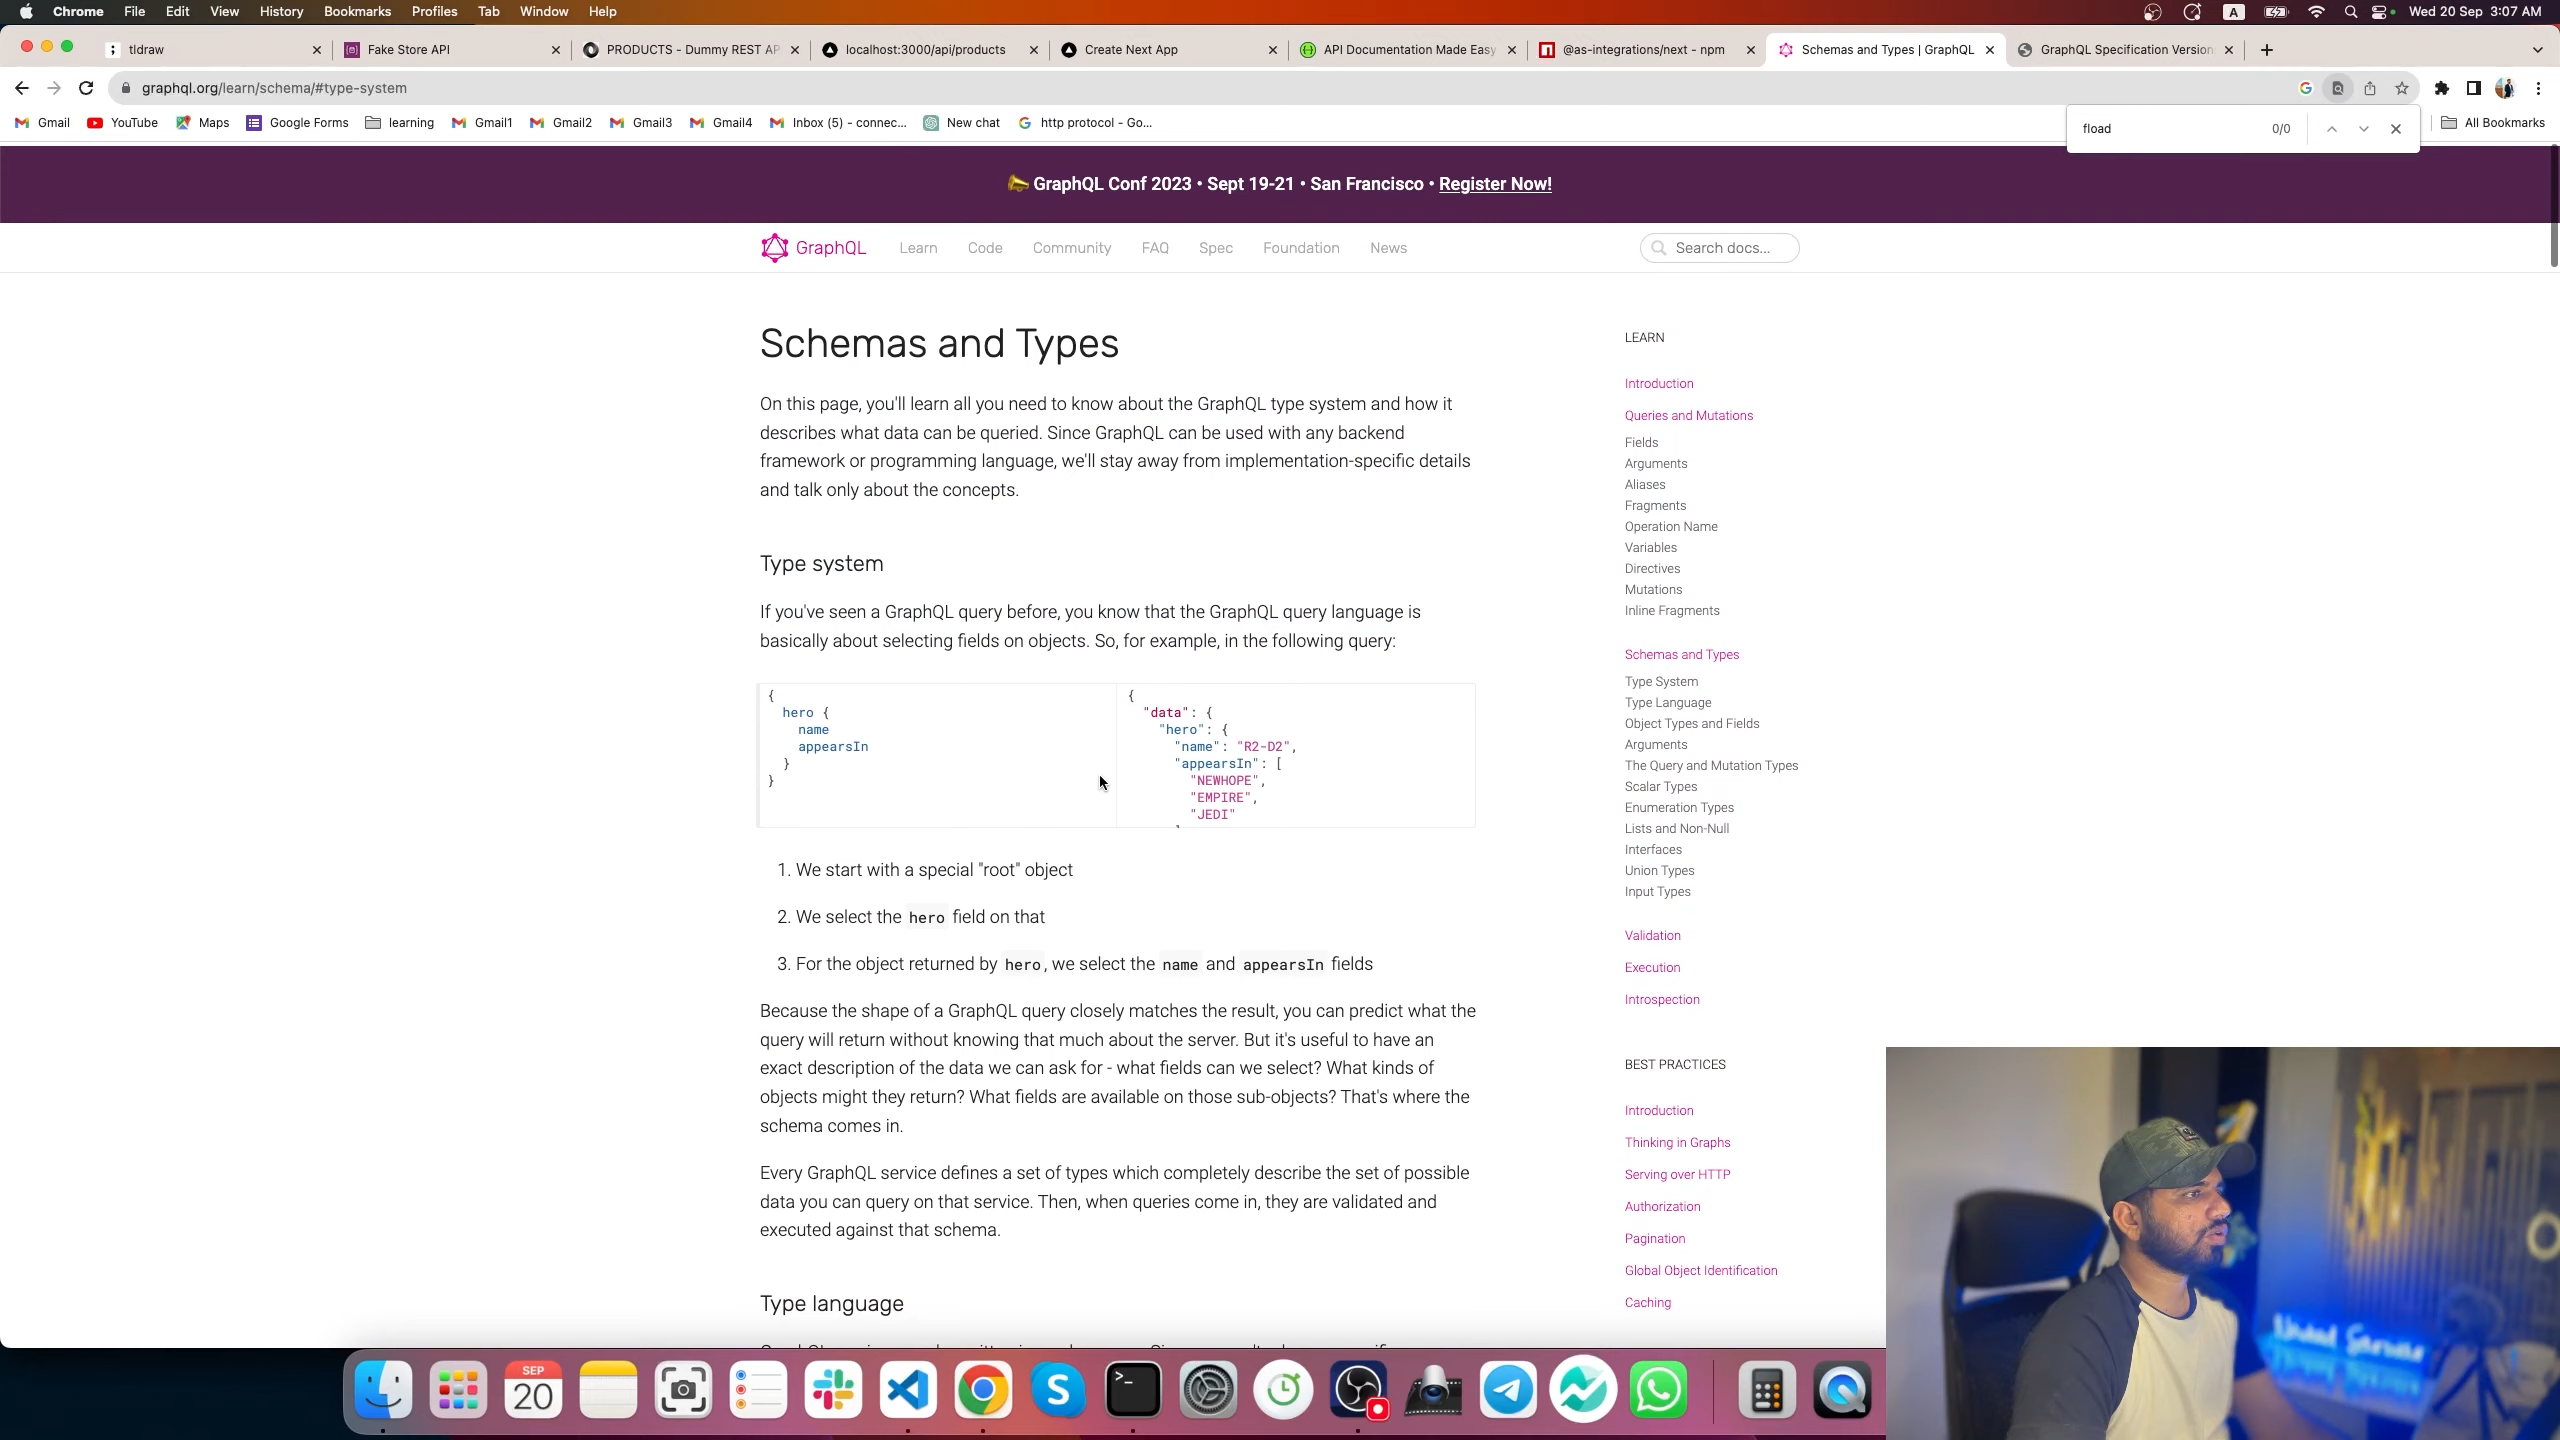 Chrome File Edit View History Bookmarks Profiles Tab Window Help
A Wed 20 Sep 3:07 AM
tldraw
Fake Store API
PRODUCTS - Dummy REST AP
localhost:3000/api/products
Create Next App
API Documentation Made Easy
@as-integrations/next - npm
Schemas and Types | GraphQL
GraphQL Specification Version
graphql.org/learn/schema/#type-system
Gmail YouTube Maps Google Forms learning Gmail1 Gmail2 Gmail3 Gmail4 Inbox (5) - connec... New chat http protocol - Go... All Bookmarks
fload 0/0
GraphQL Conf 2023 • Sept 19-21 • San Francisco • Register Now!
GraphQL Learn Code Community FAQ Spec Foundation News Search docs...
Schemas and Types
On this page, you'll learn all you need to know about the GraphQL type system and how it
describes what data can be queried. Since GraphQL can be used with any backend
framework or programming language, we'll stay away from implementation-specific details
and talk only about the concepts.
Type system
If you've seen a GraphQL query before, you know that the GraphQL query language is
basically about selecting fields on objects. So, for example, in the following query:
{
hero {
name
appearsIn
}
}
{
"data": {
"hero": {
"name": "R2-D2",
"appearsIn": [
"NEWHOPE",
"EMPIRE",
"JEDI"
1. We start with a special "root" object
2. We select the hero field on that
3. For the object returned by hero, we select the name and appearsIn fields
Because the shape of a GraphQL query closely matches the result, you can predict what the
query will return without knowing that much about the server. But it's useful to have an
exact description of the data we can ask for - what fields can we select? What kinds of
objects might they return? What fields are available on those sub-objects? That's where the
schema comes in.
Every GraphQL service defines a set of types which completely describe the set of possible
data you can query on that service. Then, when queries come in, they are validated and
executed against that schema.
Type language
LEARN
Introduction
Queries and Mutations
Fields
Arguments
Aliases
Fragments
Operation Name
Variables
Directives
Mutations
Inline Fragments
Schemas and Types
Type System
Type Language
Object Types and Fields
Arguments
The Query and Mutation Types
Scalar Types
Enumeration Types
Lists and Non-Null
Interfaces
Union Types
Input Types
Validation
Execution
Introspection
BEST PRACTICES
Introduction
Thinking in Graphs
Serving over HTTP
Authorization
Pagination
Global Object Identification
Caching
SEP
20